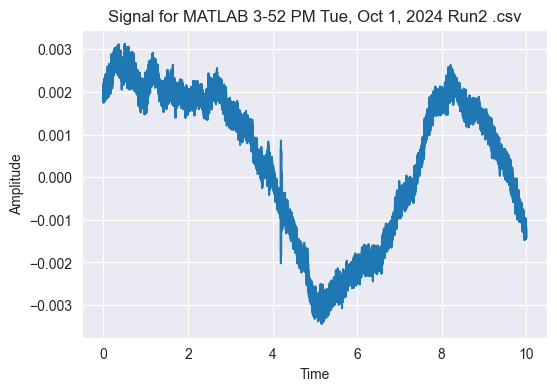 Signal for MATLAB 3-52 PM Tue, Oct 1, 2024 Run2 .csv
Amplitude
0.003
0.002
0.001
0.000
−0.001
−0.002
−0.003
0 2 4 6 8 10
Time